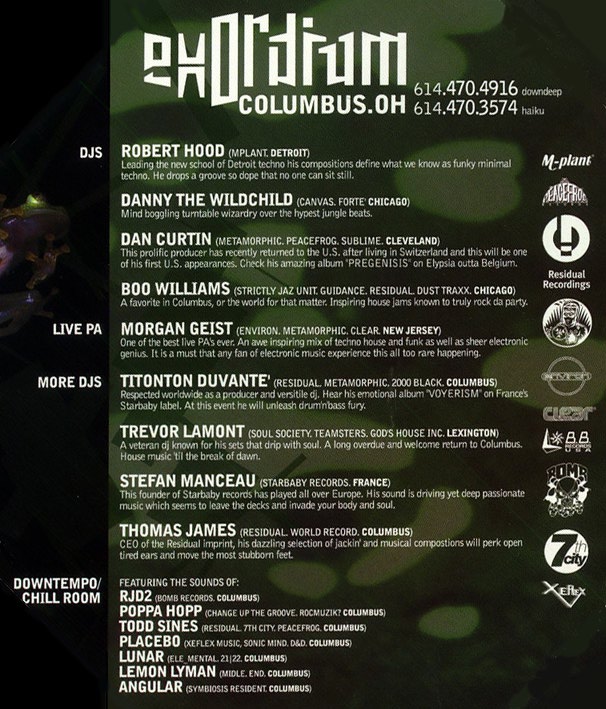 exordium
COLUMBUS.OH
614.470.4916 downdeep
614.470.3574 haiku
DJS
ROBERT HOOD (MPLANT. DETROIT)
Leading the new school of Detroit techno his compositions define what we know as funky minimal
techno. He drops a groove so dope that no one can sit still.
DANNY THE WILDCHILD (CANVAS. FORTE' CHICAGO)
Mind boggling turntable wizardry over the hypest jungle beats.
DAN CURTIN (METAMORPHIC. PEACEFROG. SUBLIME. CLEVELAND)
This prolific producer has recently returned to the U.S. after living in Switzerland and this will be one
of his first U.S. appearances. Check his amazing album "PREGENISIS" on Elypsia outta Belgium.
BOO WILLIAMS (STRICTLY JAZ UNIT. GUIDANCE. RESIDUAL. DUST TRAXX. CHICAGO)
A favorite in Columbus, or the world for that matter. Inspiring house jams known to truly rock da party.
LIVE PA
MORGAN GEIST (ENVIRON. METAMORPHIC. CLEAR. NEW JERSEY)
One of the best live PA's ever. An awe inspiring mix of techno house and funk as well as sheer electronic
genius. It is a must that any fan of electronic music experience this all too rare happening.
MORE DJS
TITONTON DUVANTE' (RESIDUAL. METAMORPHIC. 2000 BLACK. COLUMBUS)
Respected worldwide as a producer and versitile dj. Hear his emotional album "VOYERISM" on France's
Starbaby label. At this event he will unleash drum'n'bass fury.
TREVOR LAMONT (SOUL SOCIETY. TEAMSTERS. GOD'S HOUSE INC. LEXINGTON)
A veteran dj known for his sets that drip with soul. A long overdue and welcome return to Columbus.
House music 'til the break of dawn.
STEFAN MANCEAU (STARBABY RECORDS. FRANCE)
This founder of Starbaby records has played all over Europe. His sound is driving yet deep passionate
music which seems to leave the decks and invade your body and soul.
THOMAS JAMES (RESIDUAL. WORLD RECORD. COLUMBUS)
CEO of the Residual imprint, his dazzling selection of jackin' and musical compostions will perk open
tired ears and move the most stubborn feet.
DOWNTEMPO/
CHILL ROOM
FEATURING THE SOUNDS OF:
RJD2 (BOMB RECORDS. COLUMBUS)
POPPA HOPP (CHANGE UP THE GROOVE. ROCMUZIK? COLUMBUS)
TODD SINES (RESIDUAL. 7TH CITY. PEACEFROG. COLUMBUS)
PLACEBO (XEFLEX MUSIC, SONIC MIND. D&D. COLUMBUS)
LUNAR (ELE_MENTAL. 21|22. COLUMBUS)
LEMON LYMAN (MIDLE. END. COLUMBUS)
ANGULAR (SYMBIOSIS RESIDENT. COLUMBUS)
M-plant
PEACEFROG
Residual
Recordings
environ
CLEAR
BOMB
7th
city
XEFLEX